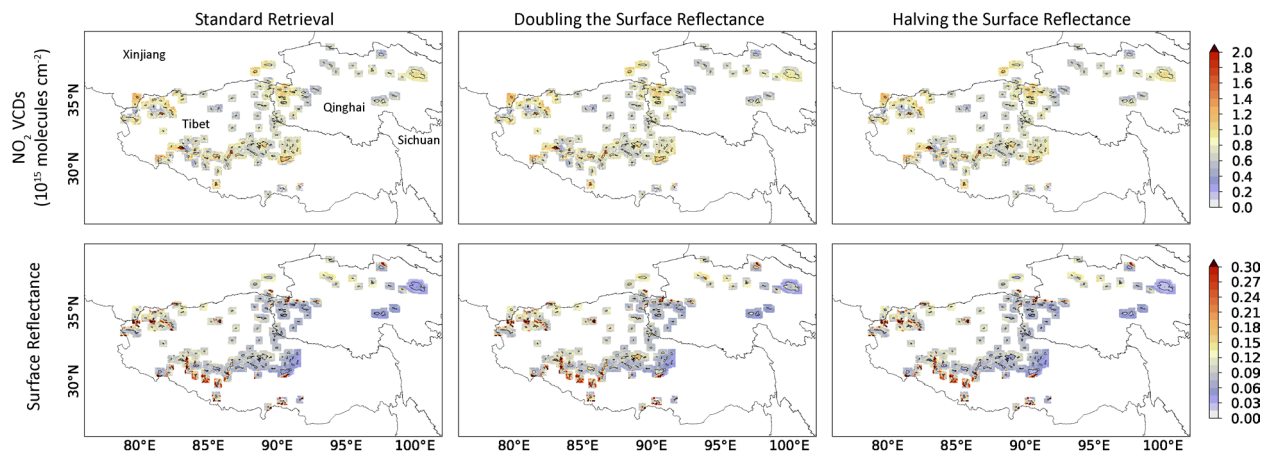 Standard Retrieval
Doubling the Surface Reflectance
Halving the Surface Reflectance
NO2 VCDs
(10¹⁵ molecules cm⁻²)
35°N
30°N
Xinjiang
Tibet
Qinghai
Sichuan
2.0
1.8
1.6
1.4
1.2
1.0
0.8
0.6
0.4
0.2
0.0
Surface Reflectance
35°N
30°N
0.30
0.27
0.24
0.21
0.18
0.15
0.12
0.09
0.06
0.03
0.00
80°E 85°E 90°E 95°E 100°E
80°E 85°E 90°E 95°E 100°E
80°E 85°E 90°E 95°E 100°E